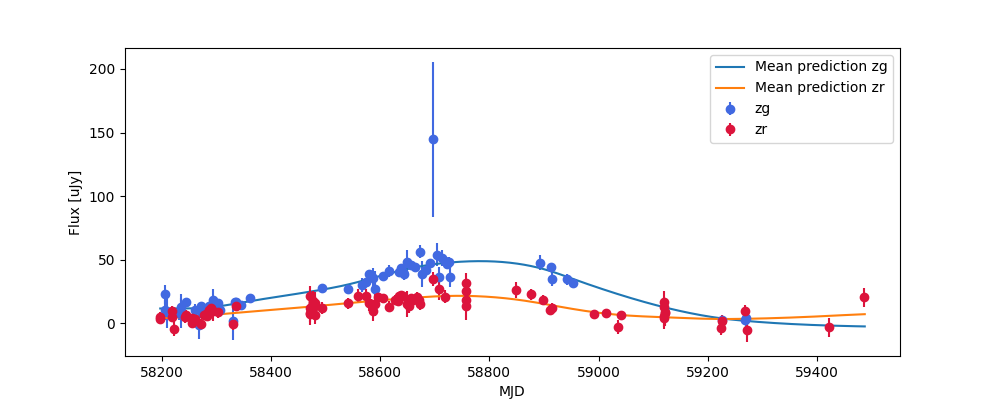 Mean prediction zg
Mean prediction zr
zg
zr
200
150
100
50
0
Flux [uJy]
58200 58400 58600 58800 59000 59200 59400
MJD